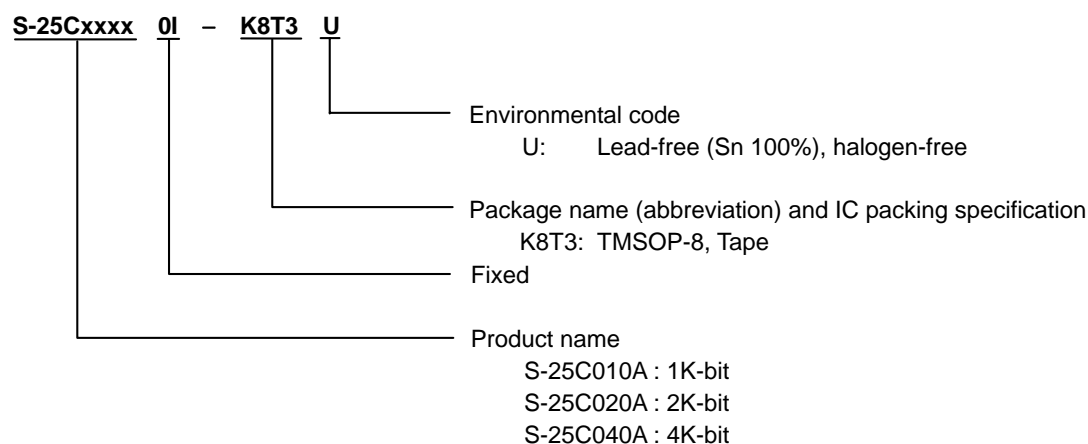 S-25Cxxxx 0I – K8T3 U
Environmental code
U: Lead-free (Sn 100%), halogen-free
Package name (abbreviation) and IC packing specification
K8T3: TMSOP-8, Tape
Fixed
Product name
S-25C010A : 1K-bit
S-25C020A : 2K-bit
S-25C040A : 4K-bit